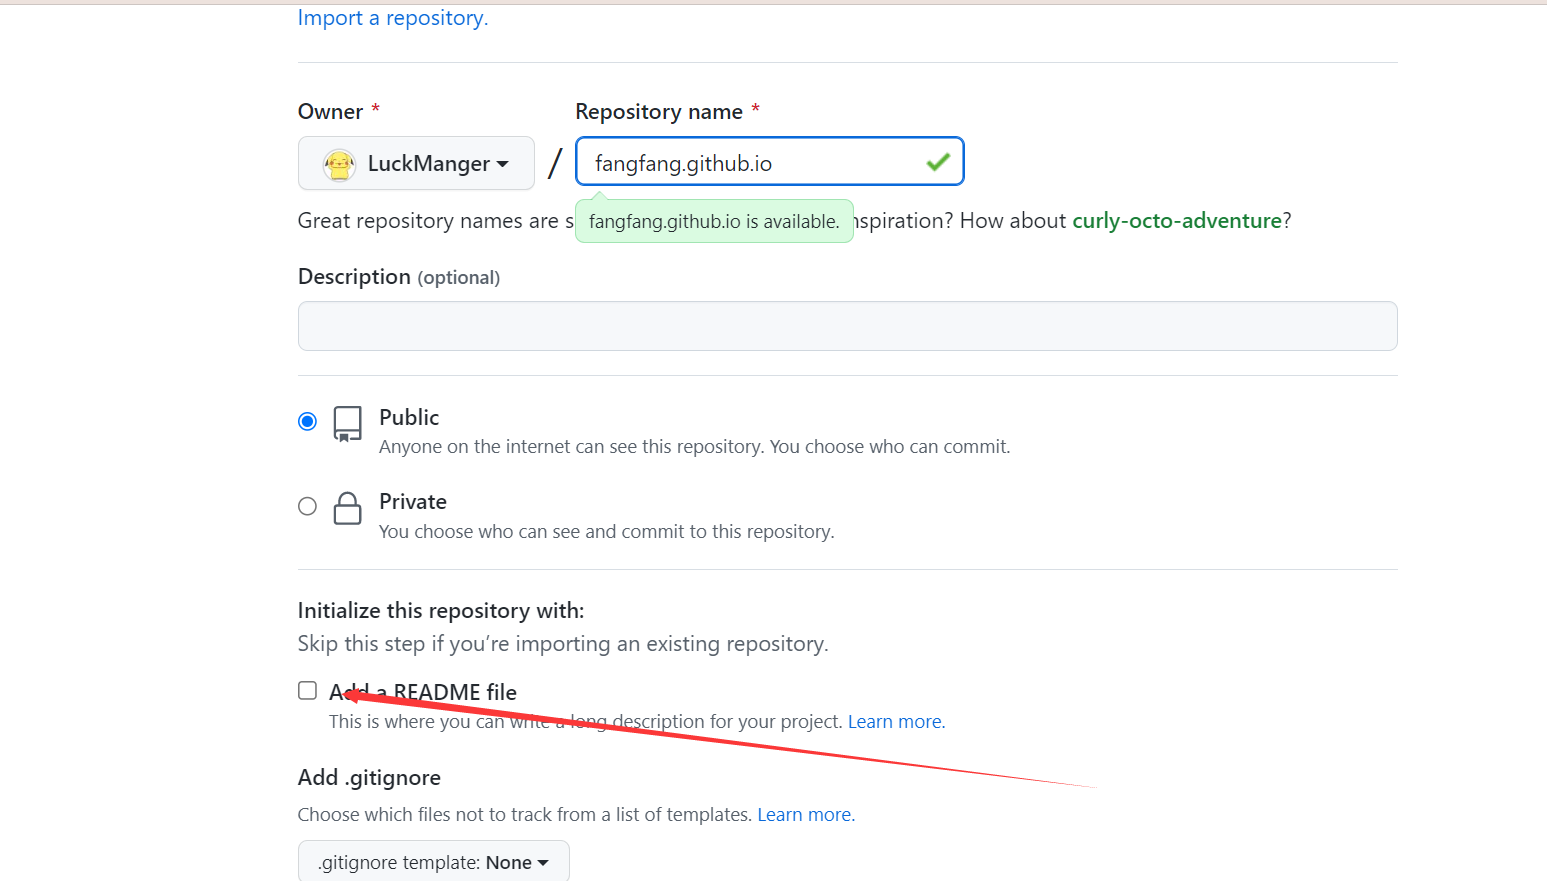 Import a repository.
Owner *
Repository name *
LuckManger
/
fangfang.github.io
Great repository names are s
fangfang.github.io is available.
nspiration? How about curly-octo-adventure?
Description (optional)
Public
Anyone on the internet can see this repository. You choose who can commit.
Private
You choose who can see and commit to this repository.
Initialize this repository with:
Skip this step if you’re importing an existing repository.
Add a README file
This is where you can write a long description for your project. Learn more.
Add .gitignore
Choose which files not to track from a list of templates. Learn more.
.gitignore template: None